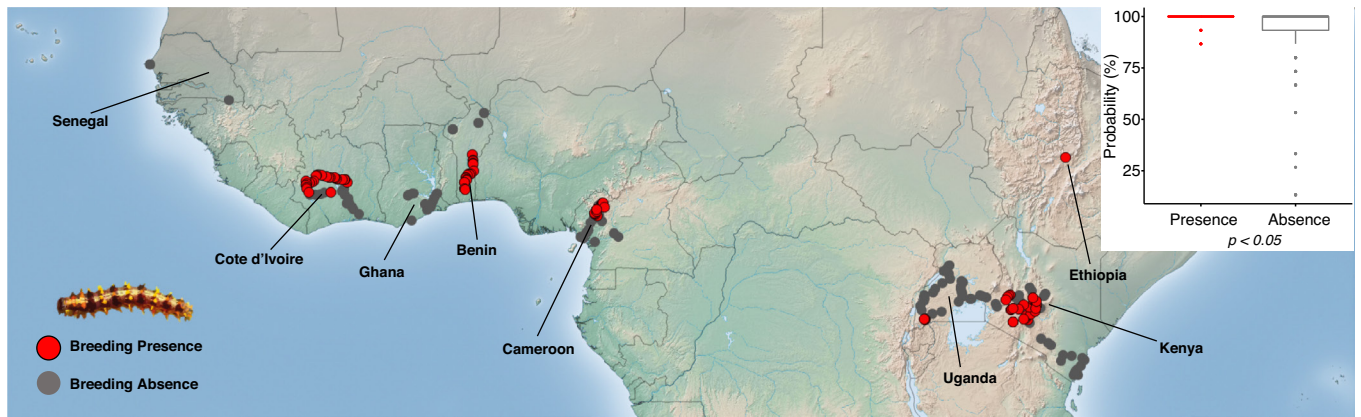 Senegal
Cote d'Ivoire
Ghana
Benin
Cameroon
Uganda
Kenya
Ethiopia
Breeding Presence
Breeding Absence
Probability (%)
100
75
50
25
Presence
Absence
p < 0.05